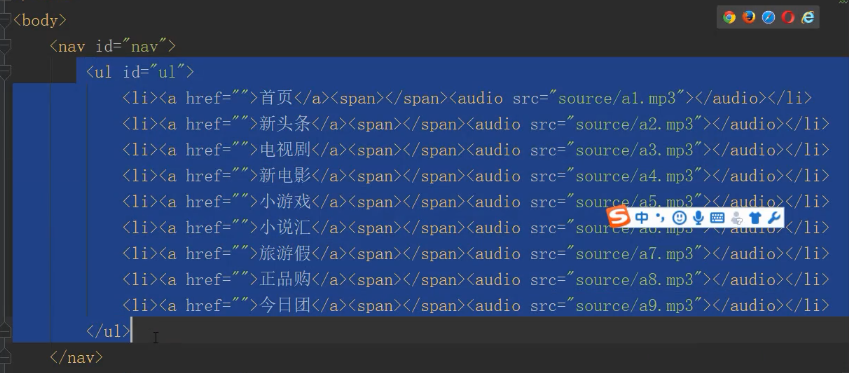 <body>
<nav id="nav">
<ul id="ul">
<li><a href="">首页</a><span></span><audio src="source/a1.mp3"></audio></li>
<li><a href="">新头条</a><span></span><audio src="source/a2.mp3"></audio></li>
<li><a href="">电视剧</a><span></span><audio src="source/a3.mp3"></audio></li>
<li><a href="">新电影</a><span></span><audio src="source/a4.mp3"></audio></li>
<li><a href="">小游戏</a><span></span><audio src="source/a5.mp3"></audio></li>
中
<li><a href="">小说汇</a><span></span><audio src="source/a6.mp3"></audio></li>
<li><a href="">旅游假</a><span></span><audio src="source/a7.mp3"></audio></li>
<li><a href="">正品购</a><span></span><audio src="source/a8.mp3"></audio></li>
<li><a href="">今日团</a><span></span><audio src="source/a9.mp3"></audio></li>
</ul>
</nav>